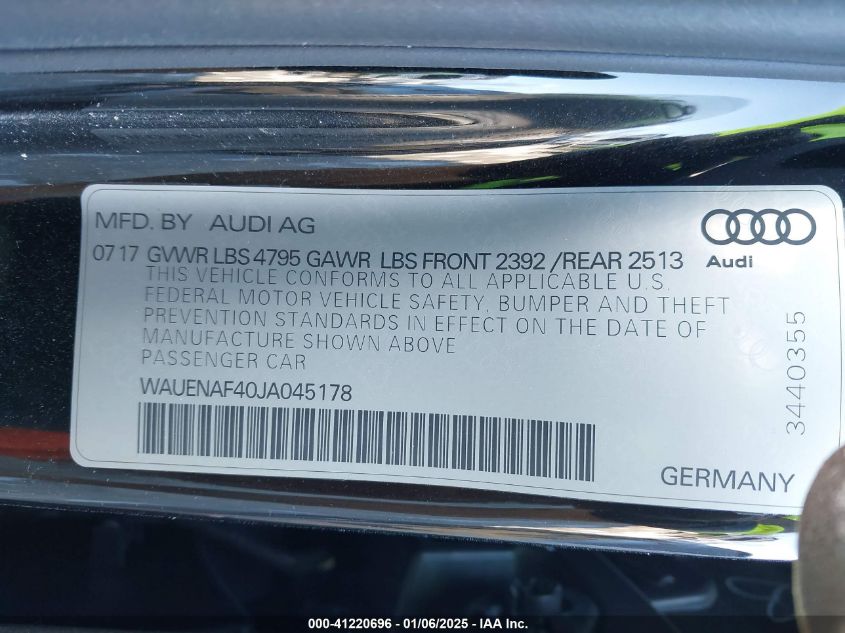 MFD. BY AUDI AG
07 17 GVWR LBS 4795 GAWR LBS FRONT 2392 /REAR 2513
Audi
THIS VEHICLE CONFORMS TO ALL APPLICABLE U.S.
FEDERAL MOTOR VEHICLE SAFETY, BUMPER AND THEFT
PREVENTION STANDARDS IN EFFECT ON THE DATE OF
MANUFACTURE SHOWN ABOVE
PASSENGER CAR
WAUENAF40JA045178
3440355
GERMANY
000-41220696 - 01/06/2025 - IAA Inc.